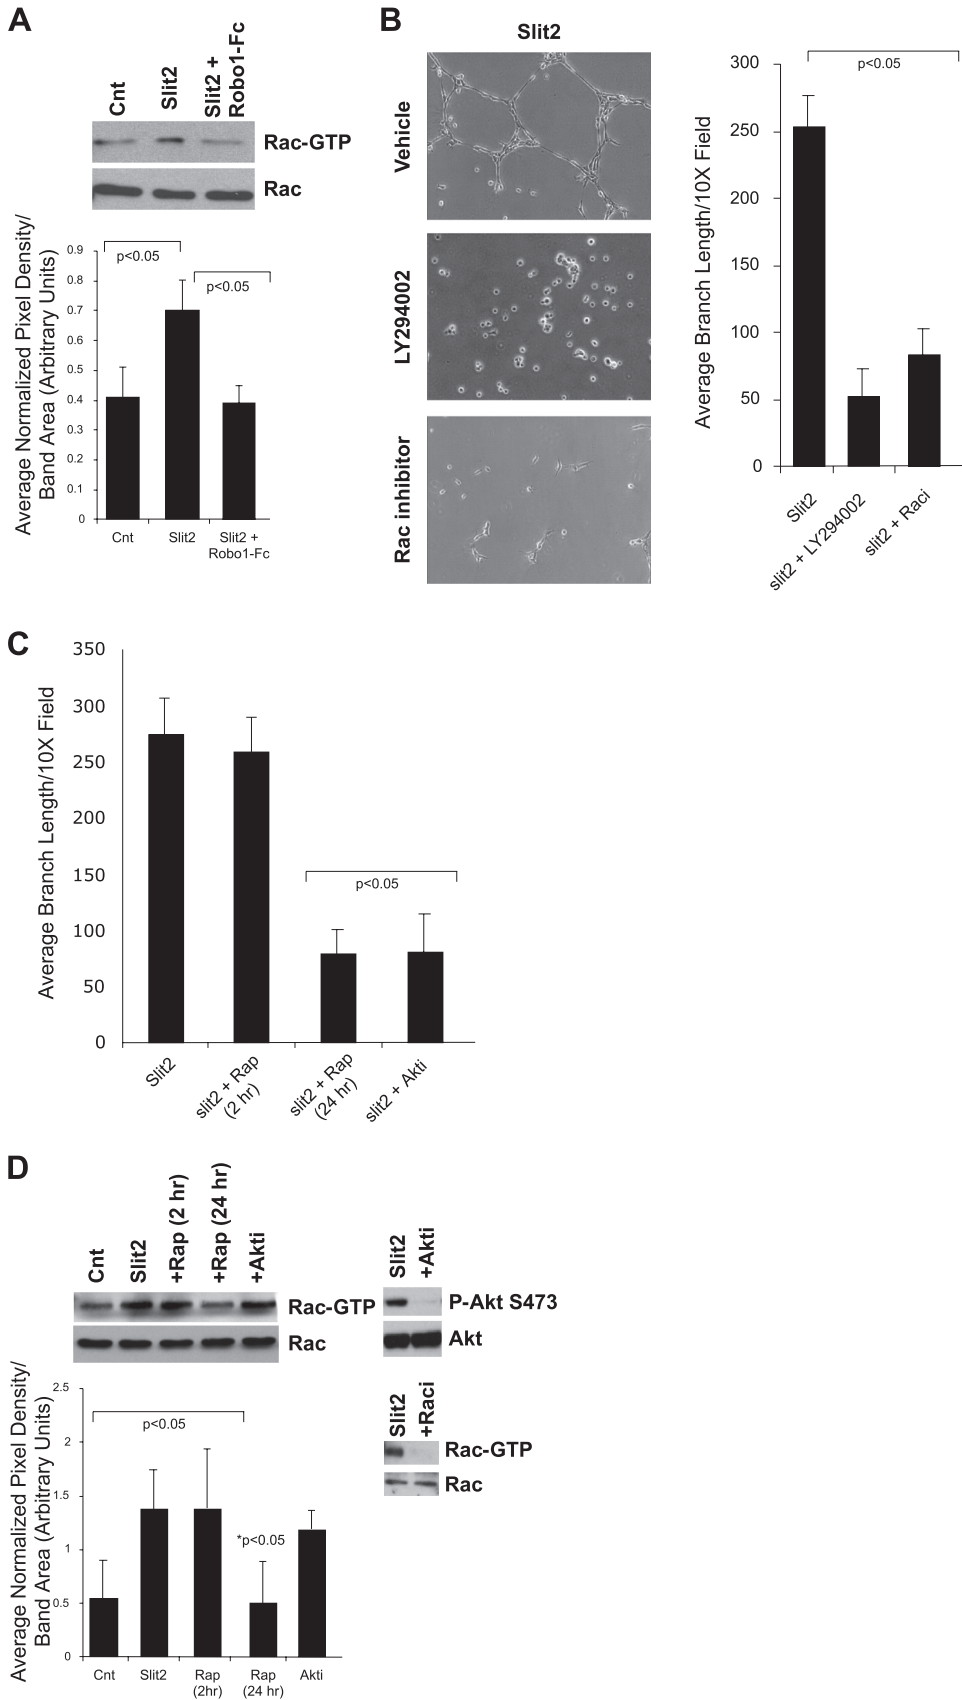 A
Cnt
Slit2
Slit2 +
Robo1-Fc
Rac-GTP
Rac
Average Normalized Pixel Density/
Band Area (Arbitrary Units)
0.9
0.8
0.7
0.6
0.5
0.4
0.3
0.2
0.1
0
p<0.05
p<0.05
Cnt
Slit2
Slit2 +
Robo1-Fc
B
Slit2
Vehicle
LY294002
Rac inhibitor
Average Branch Length/10X Field
300
250
200
150
100
50
0
p<0.05
Slit2
slit2 + LY294002
slit2 + Raci
C
Average Branch Length/10X Field
350
300
250
200
150
100
50
0
p<0.05
Slit2
slit2 + Rap
(2 hr)
slit2 + Rap
(24 hr)
slit2 + Akti
D
Cnt
Slit2
+Rap (2 hr)
+Rap (24 hr)
+Akti
Rac-GTP
Rac
Slit2
+Akti
P-Akt S473
Akt
Slit2
+Raci
Rac-GTP
Rac
Average Normalized Pixel Density/
Band Area (Arbitrary Units)
2.5
2
1.5
1
0.5
0
p<0.05
*p<0.05
Cnt
Slit2
Rap
(2hr)
Rap
(24 hr)
Akti